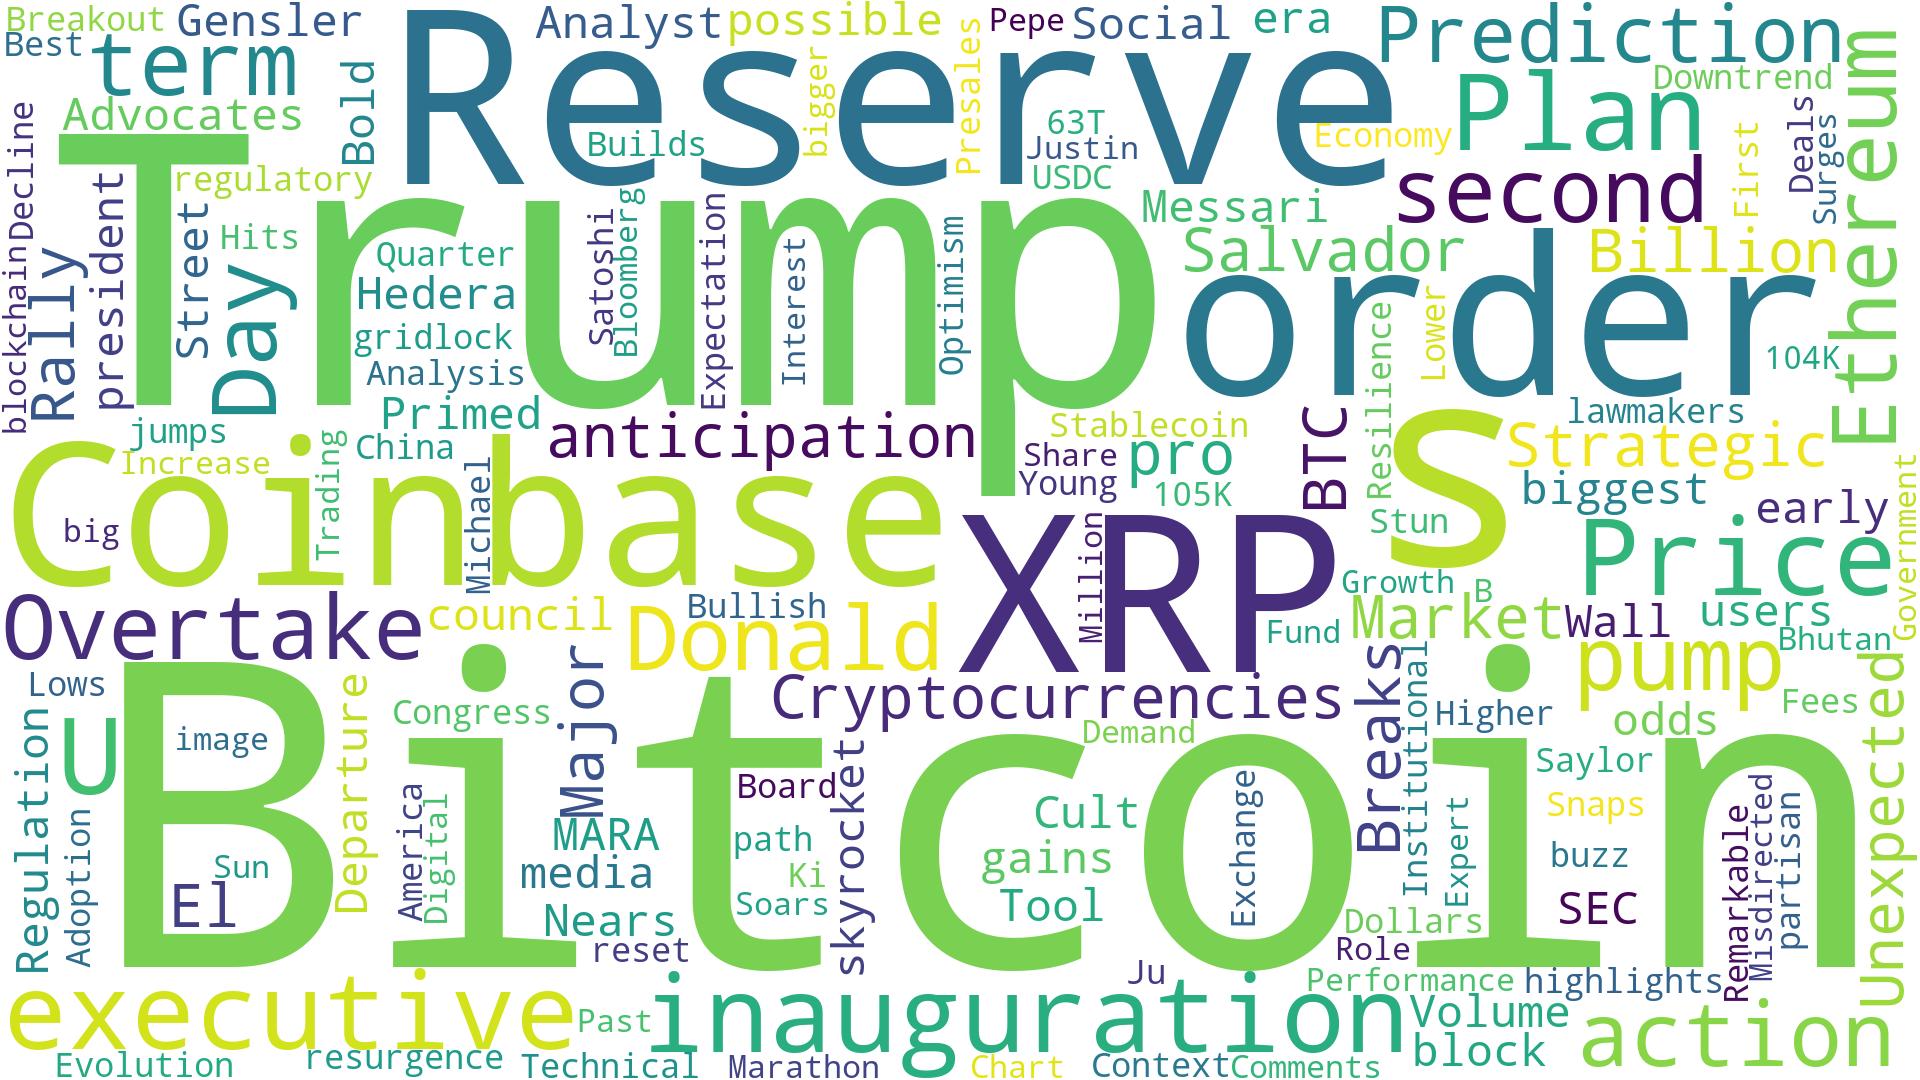 Breakout
Gensler
Analyst
possible
Pepe
Social
era
Prediction
Best
term
Bold
Reserve
bigger
Presales
Plan
Downtrend
Ethereum
Advocates
Builds
63T
Justin
USDC
Economy
First
Deals
Surges
Decline
regulatory
second
blockchain
Rally
president
Trump
Street
Hits
Day
Quarter
Hedera
gridlock
Analysis
Satoshi
Bloomberg
Expectation
Interest
Optimism
Messari
Salvador
Billion
order
Resilience
Lower
104K
Primed
jumps
China
Increase
Trading
anticipation
Stablecoin
Share
Young
pro
105K
BTC
S
lawmakers
Strategic
biggest
early
Government
Coinbase
big
Michael
XRP
Million
Stun
Price
Growth
B
Overtake
council
Bullish
Donald
Fund
Market
Wall
users
Bhutan
Lows
Major
Cryptocurrencies
Breaks
Institutional
pump
Higher
odds
Fees
Unexpected
Regulation
U
Bitcoin
image
Departure
Congress
Demand
Saylor
Adoption
Sun
El
America
Digital
MARA
media
Nears
reset
Board
path
Ki
Soars
skyrocket
Cult
gains
Tool
Exchange
Expert
Snaps
buzz
SEC
Remarkable
Misdirected
partisan
Dollars
Role
Ju
Performance
highlights
executive
Past
inauguration
Volume
block
action
Evolution
resurgence
Technical
Marathon
Chart
Context
Comments